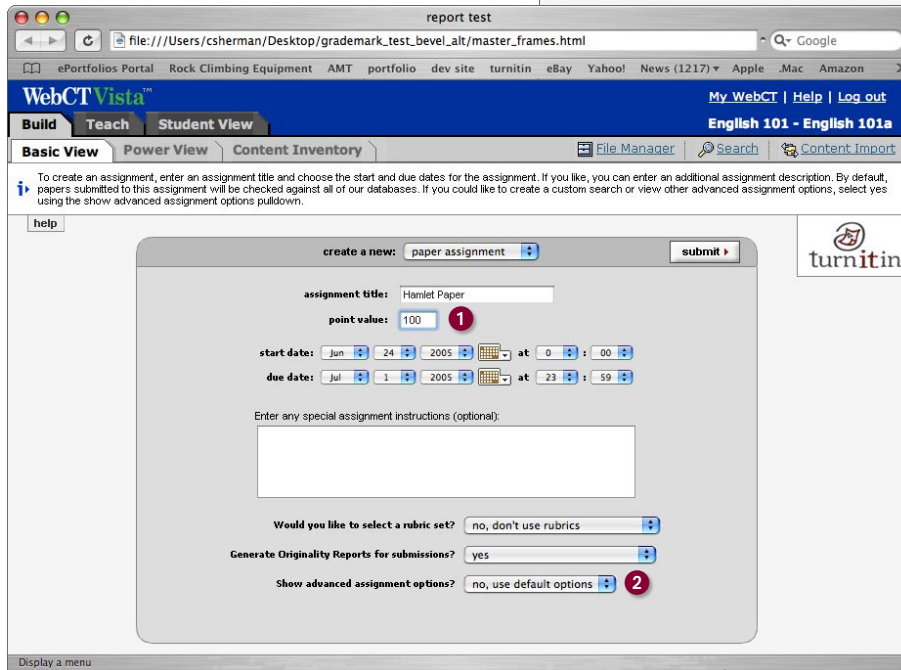 report test
file:///Users/csherman/Desktop/grademark_test_bevel_alt/master_frames.html
Google
ePortfolios Portal Rock Climbing Equipment AMT portfolio dev site turnitin eBay Yahoo! News (1217) Apple .Mac Amazon
WebCT Vista™
My WebCT | Help | Log out
Build Teach Student View
English 101 - English 101a
Basic View Power View Content Inventory
File Manager Search Content Import
To create an assignment, enter an assignment title and choose the start and due dates for the assignment. If you like, you can enter an additional assignment description. By default,
papers submitted to this assignment will be checked against all of our databases. If you could like to create a custom search or view other advanced assignment options, select yes
using the show advanced assignment options pulldown.
help
create a new: paper assignment
submit
turnitin
assignment title: Hamlet Paper
point value: 100 1
start date: Jun 24 2005 at 0 : 00
due date: Jul 1 2005 at 23 : 59
Enter any special assignment instructions (optional):
Would you like to select a rubric set? no, don't use rubrics
Generate Originality Reports for submissions? yes
Show advanced assignment options? no, use default options 2
Display a menu